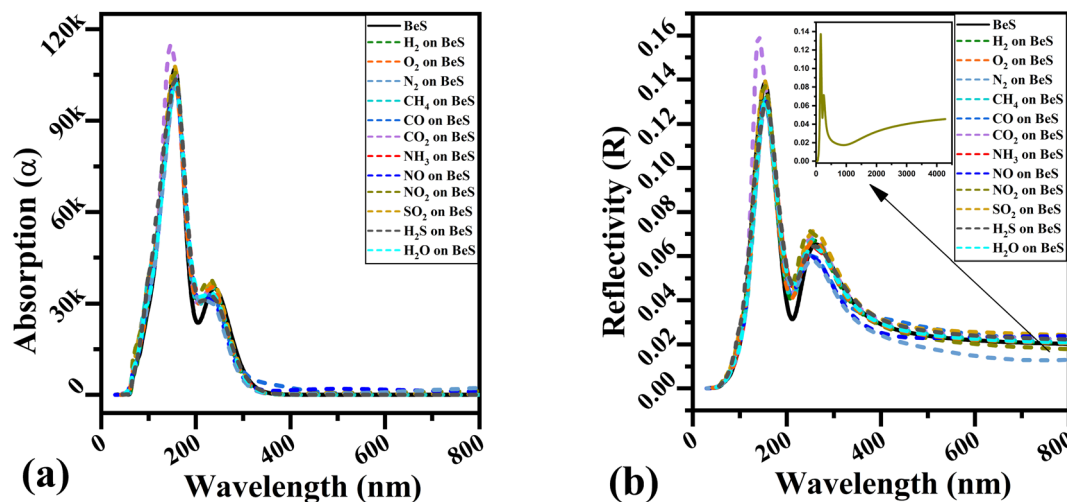 120k
90k
60k
30k
0
Absorption (α)
0
200
400
600
800
Wavelength (nm)
(a)
BeS
H₂ on BeS
O₂ on BeS
N₂ on BeS
CH₄ on BeS
CO on BeS
CO₂ on BeS
NH₃ on BeS
NO on BeS
NO₂ on BeS
SO₂ on BeS
H₂S on BeS
H₂O on BeS
0.16
0.14
0.12
0.10
0.08
0.06
0.04
0.02
0.00
Reflectivity (R)
0
200
400
600
800
Wavelength (nm)
(b)
0.14
0.12
0.10
0.08
0.06
0.04
0.02
0.00
0
1000
2000
3000
4000
BeS
H₂ on BeS
O₂ on BeS
N₂ on BeS
CH₄ on BeS
CO on BeS
CO₂ on BeS
NH₃ on BeS
NO on BeS
NO₂ on BeS
SO₂ on BeS
H₂S on BeS
H₂O on BeS